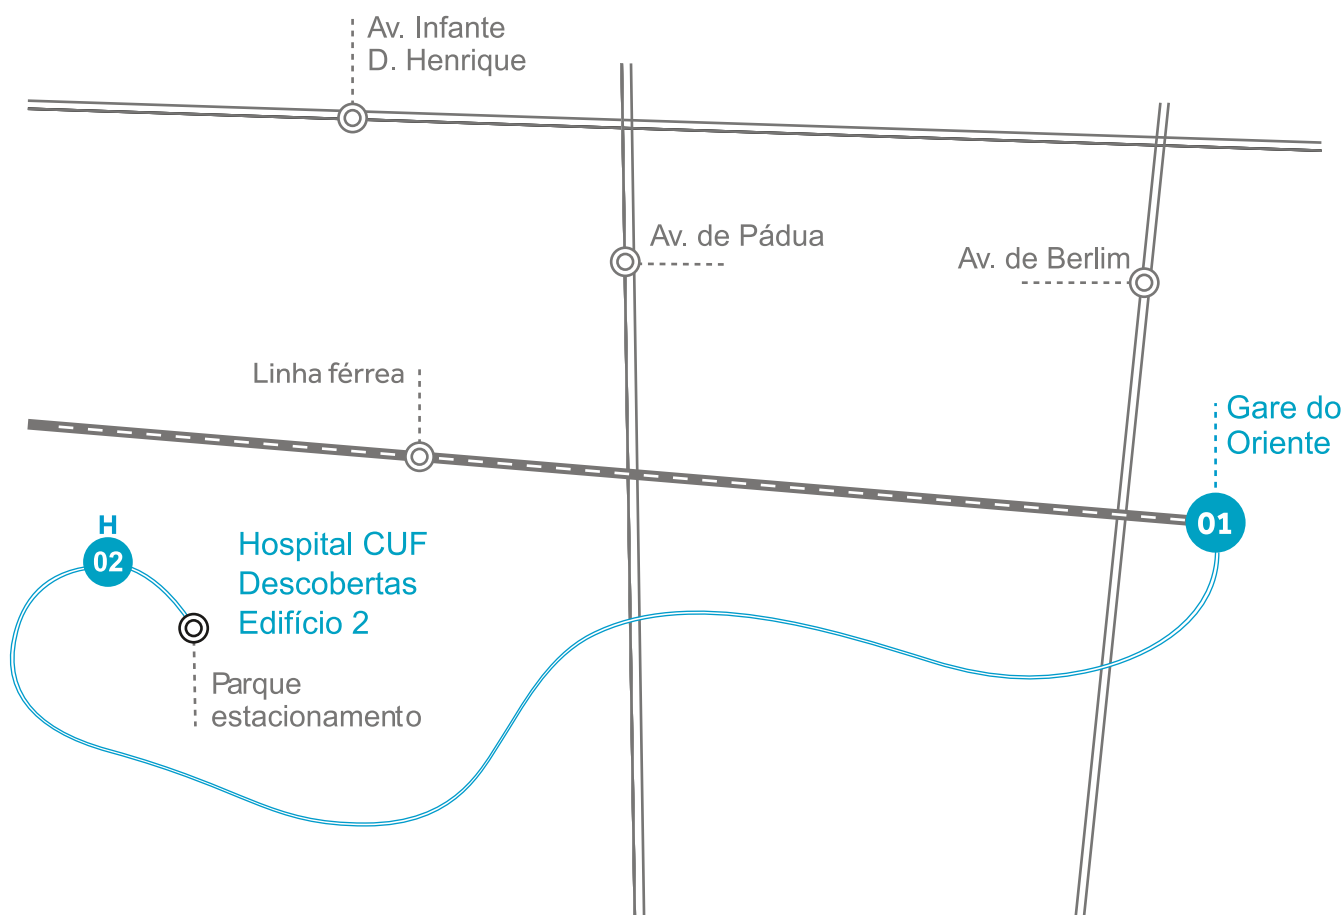 Av. Infante
D. Henrique
Av. de Pádua
Av. de Berlim
Linha férrea
Gare do
Oriente
01
H
02
Hospital CUF
Descobertas
Edifício 2
Parque
estacionamento